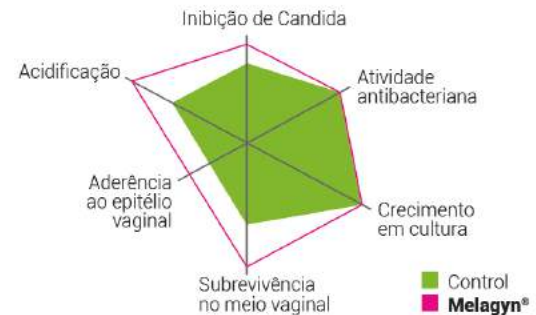 Inibição de Candida
Acidificação
Atividade
antibacteriana
Aderência
ao epitélio
vaginal
Crecimento
em cultura
Subrevivência
no meio vaginal
Control
Melagyn®